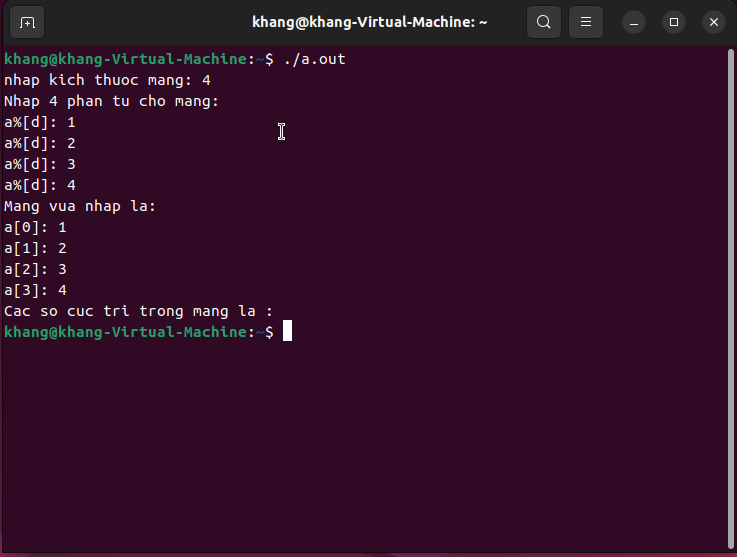 khang@khang-Virtual-Machine: ~
khang@khang-Virtual-Machine:~$ ./a.out
nhap kich thuoc mang: 4
Nhap 4 phan tu cho mang:
a%[d]: 1
a%[d]: 2
a%[d]: 3
a%[d]: 4
Mang vua nhap la:
a[0]: 1
a[1]: 2
a[2]: 3
a[3]: 4
Cac so cuc tri trong mang la :
khang@khang-Virtual-Machine:~$